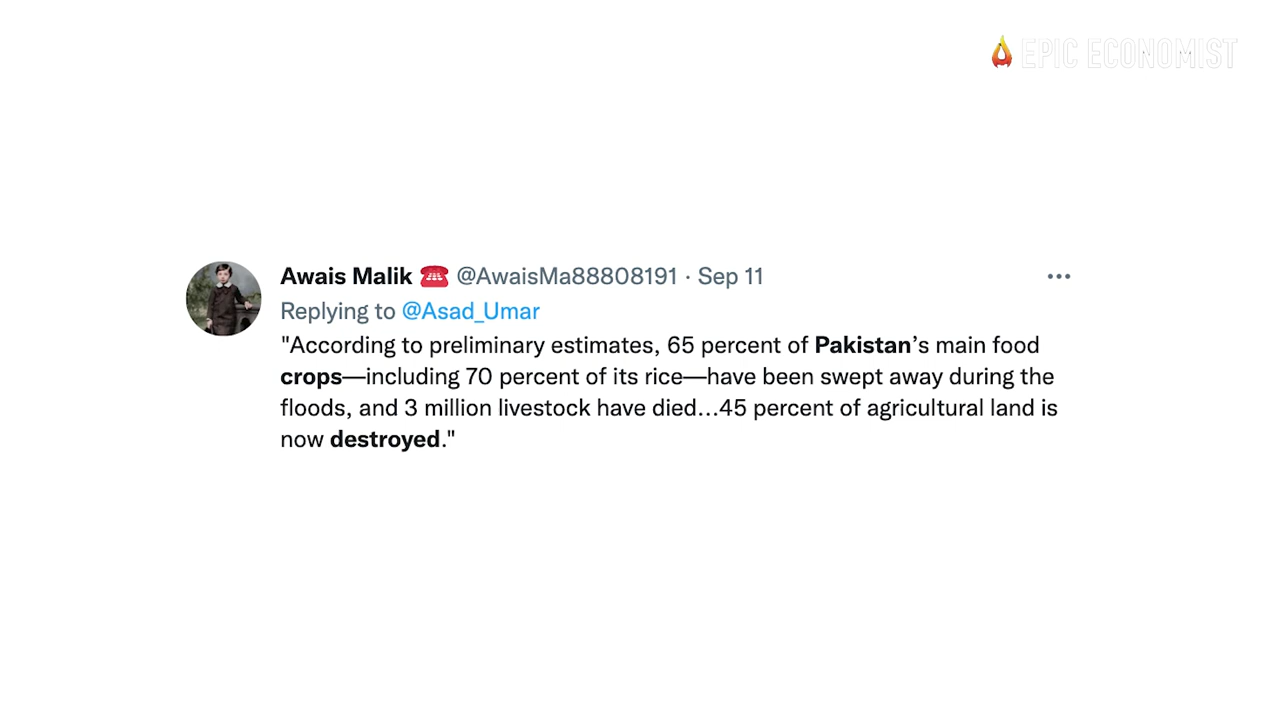 EPIC ECONOMIST
Awais Malik ☎️ @AwaisMa88808191 · Sep 11
Replying to @Asad_Umar
"According to preliminary estimates, 65 percent of Pakistan’s main food
crops—including 70 percent of its rice—have been swept away during the
floods, and 3 million livestock have died...45 percent of agricultural land is
now destroyed."